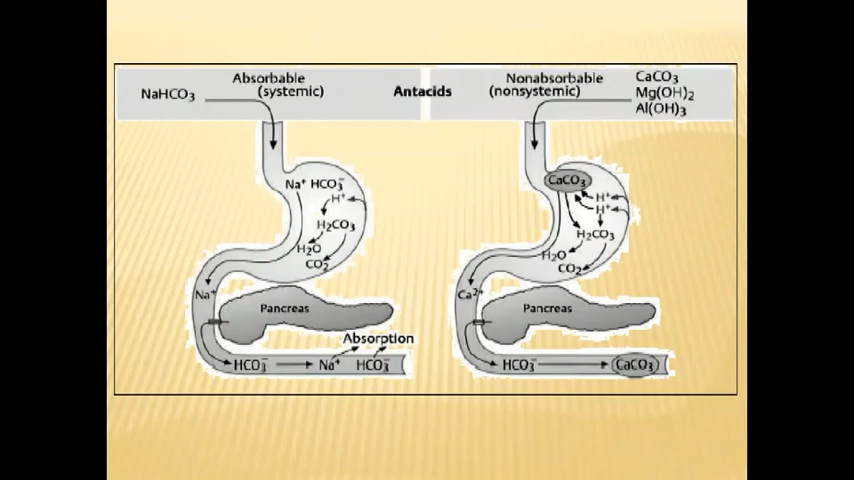 Absorbable
(systemic)
NaHCO₃
Antacids
Nonabsorbable
(nonsystemic)
CaCO₃
Mg(OH)₂
Al(OH)₃
Na⁺ HCO₃⁻
H⁺
H₂CO₃
H₂O
CO₂
Na⁺
Pancreas
Absorption
HCO₃⁻
Na⁺
HCO₃⁻
CaCO₃
H⁺
H⁺
H₂CO₃
H₂O
CO₂
Ca²⁺
Pancreas
HCO₃⁻
CaCO₃